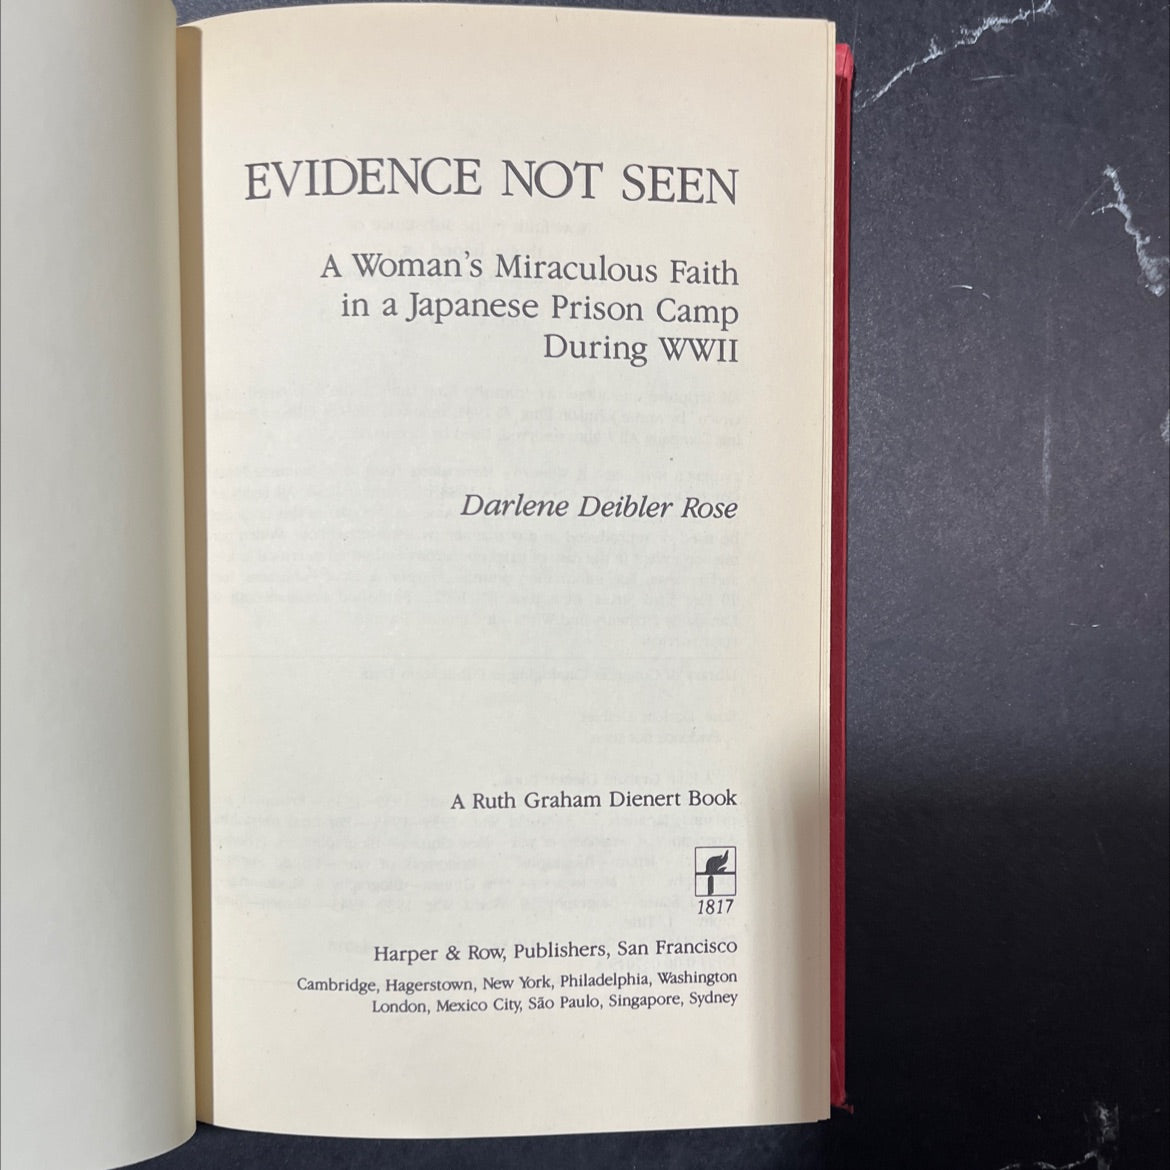 EVIDENCE NOT SEEN
A Woman's Miraculous Faith
in a Japanese Prison Camp
During WWII
Darlene Deibler Rose
A Ruth Graham Dienert Book
1817
Harper & Row, Publishers, San Francisco
Cambridge, Hagerstown, New York, Philadelphia, Washington
London, Mexico City, São Paulo, Singapore, Sydney